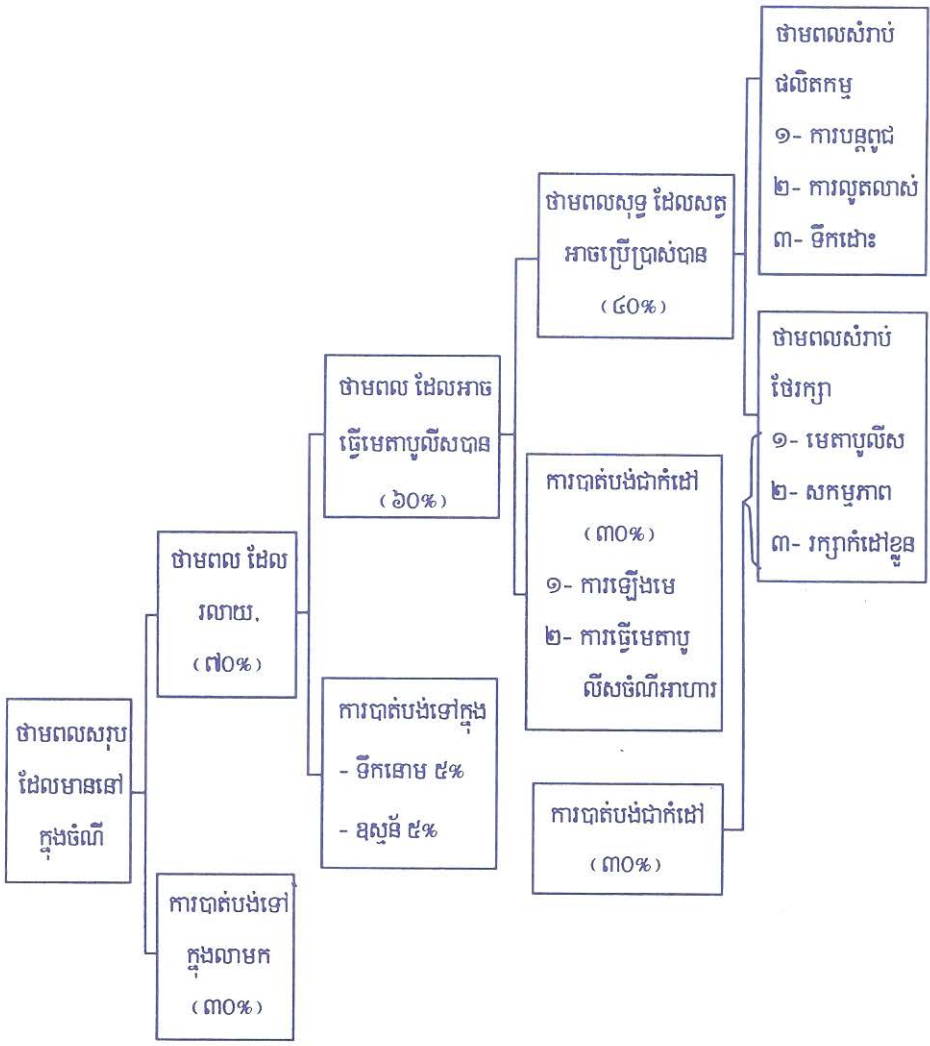 ថាមពលសរុប
ដែលមាននៅ
ក្នុងចំណី
ថាមពល ដែល
រលាយ.
(៧០%)
ការបាត់បង់ទៅ
ក្នុងលាមក
(៣០%)
ថាមពល ដែលអាច
ធ្វើមេតាបូលីសបាន
(៦០%)
ការបាត់បង់ទៅក្នុង
- ទឹកនោម ៥%
- ឧស្មន័ ៥%
ថាមពលសុទ្ធ ដែលសត្វ
អាចប្រើប្រាស់បាន
(៤០%)
ការបាត់បង់ជាកំដៅ
(៣០%)
១- ការឡើងមេ
២- ការធ្វើមេតាបូ
លីសចំណីអាហារ
ការបាត់បង់ជាកំដៅ
(៣០%)
ថាមពលសំរាប់
ផលិតកម្ម
១- ការបន្តពូជ
២- ការលូតលាស់
៣- ទឹកដោះ
ថាមពលសំរាប់
ថែរក្សា
១- មេតាបូលីស
២- សកម្មភាព
៣- រក្សាកំដៅខ្លួន